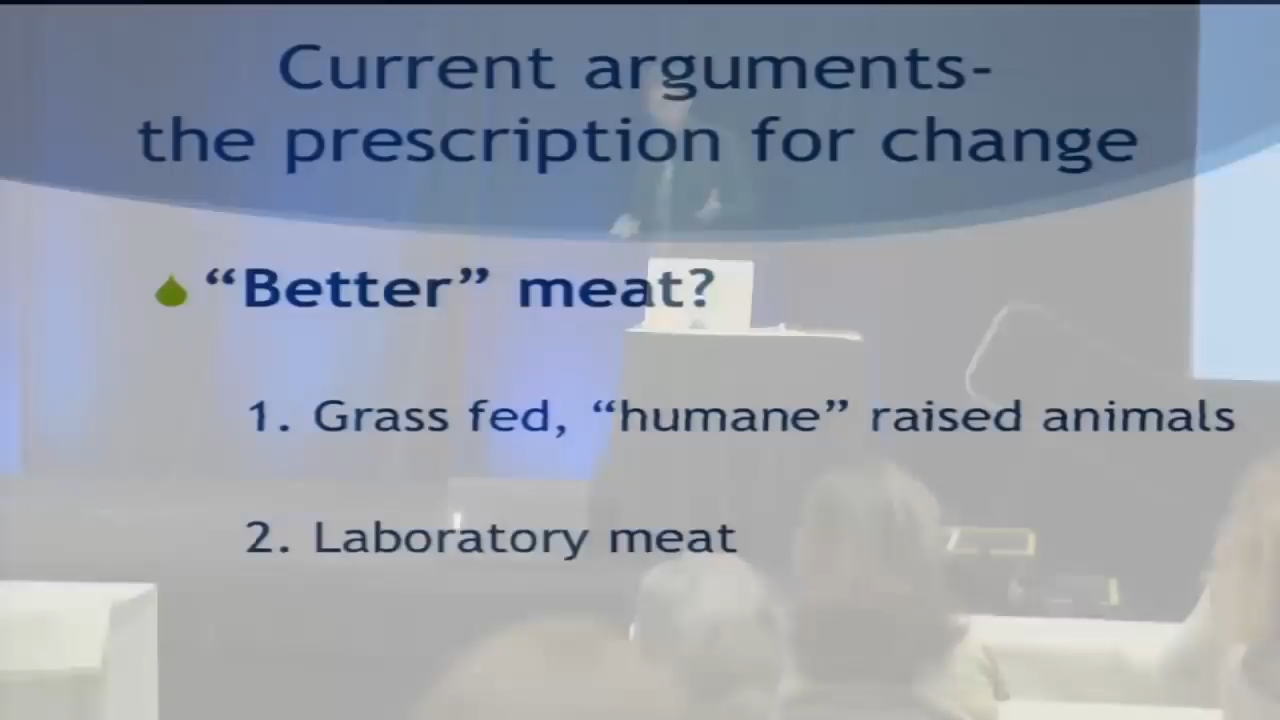 Current arguments-
the prescription for change
“Better” meat?
1. Grass fed, “humane” raised animals
2. Laboratory meat